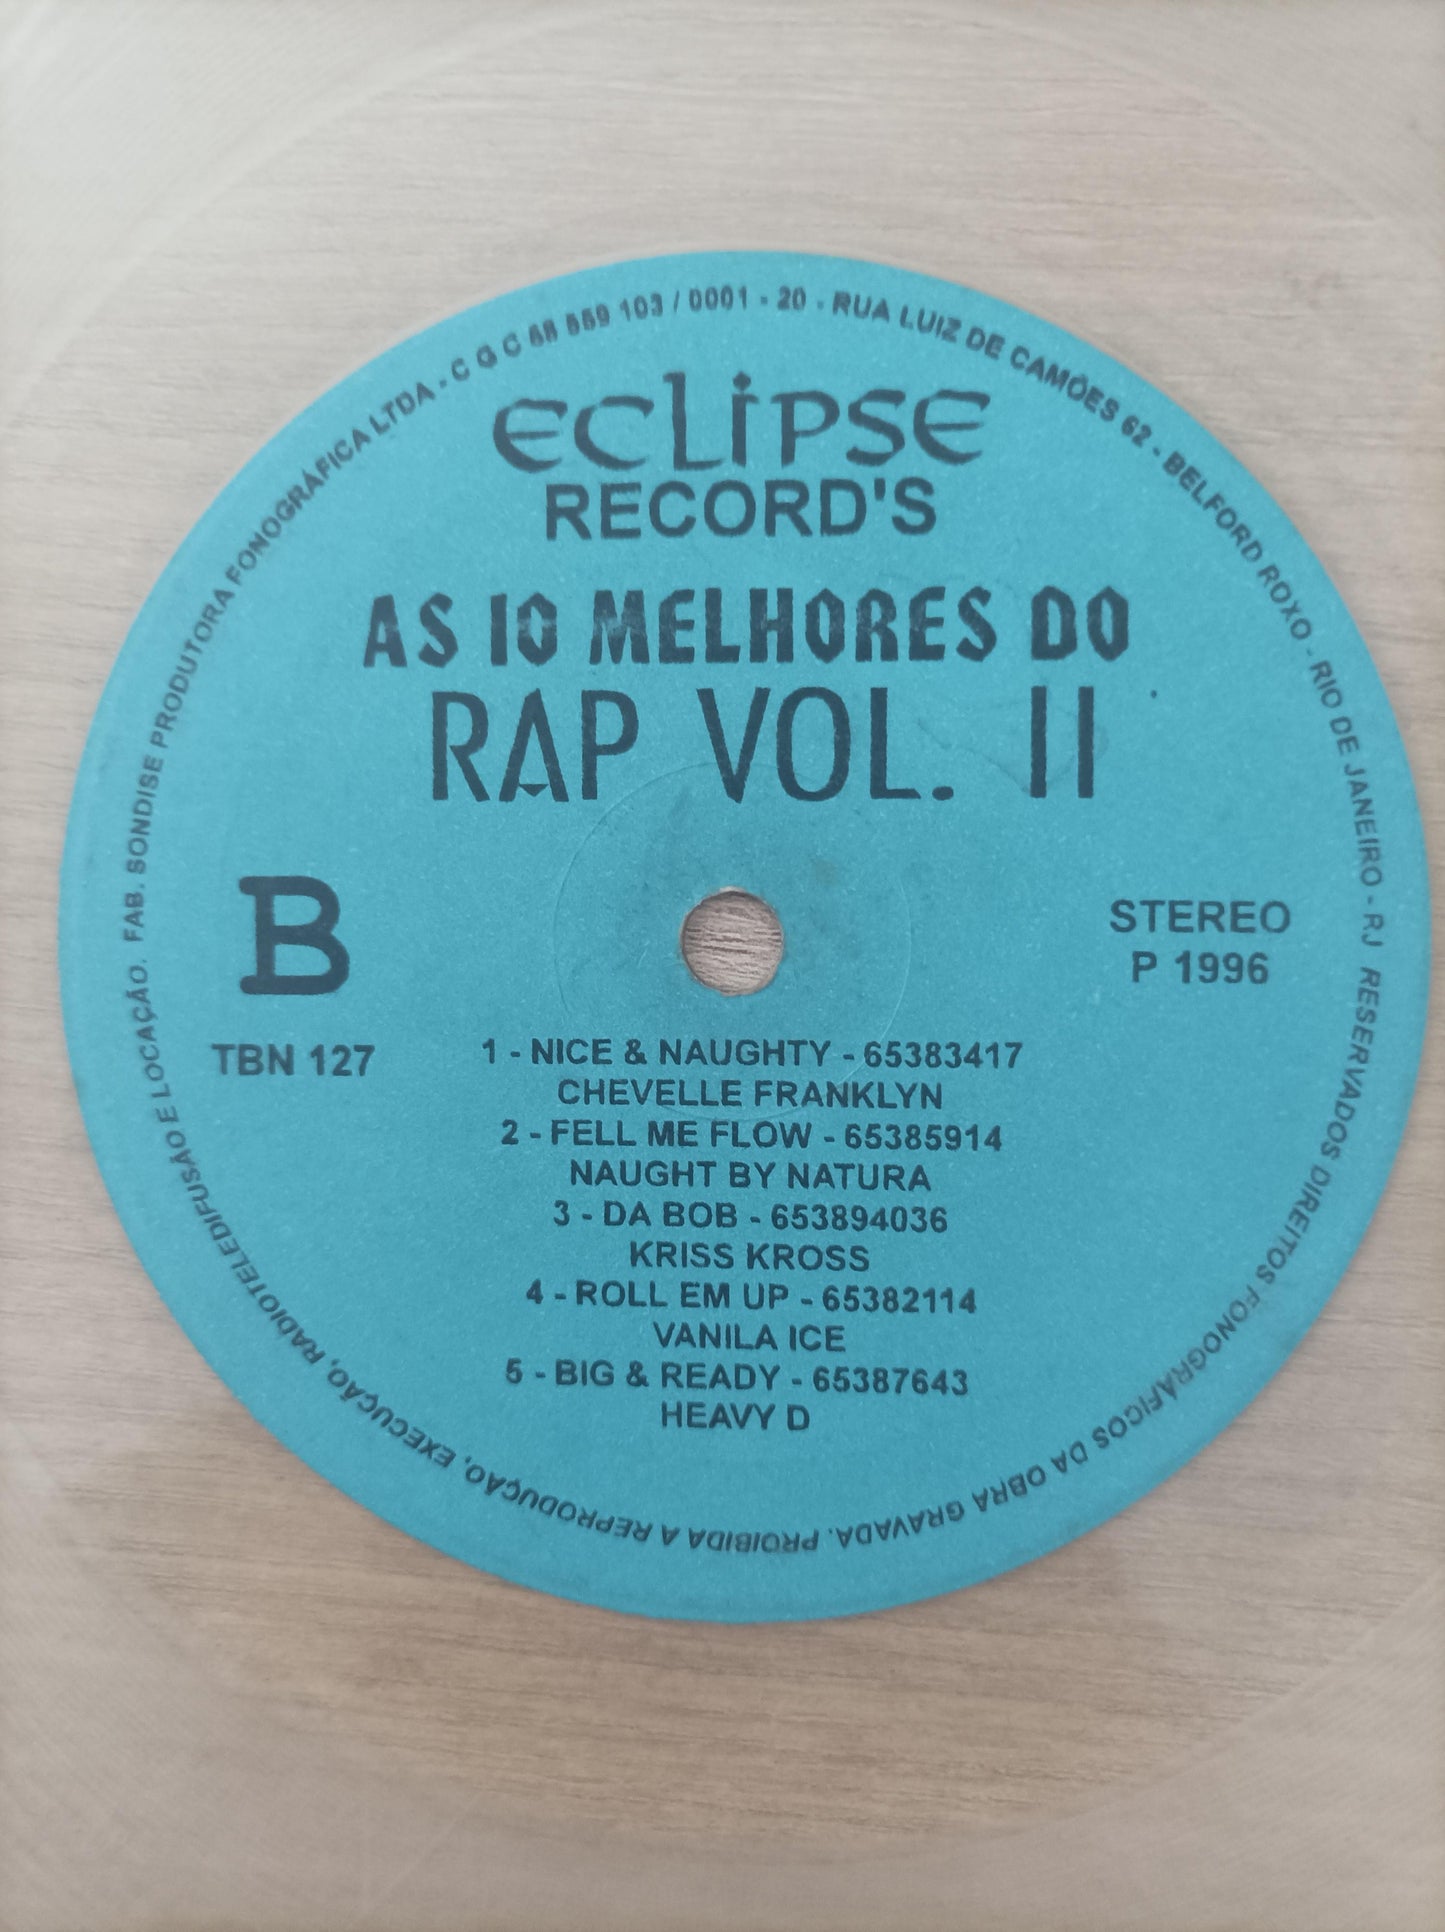 FAB. SONDISE PRODUTORA FONOGRÁFICA LTDA - C G C 58 559 103 / 0001 - 20 - RUA LUIZ DE CAMÕES 62 - BELFORD ROXO - RIO DE JANEIRO - RJ
RESERVADOS DIREITOS FONOGRÁFICOS DA OBRA GRAVADA. PROIBIDA A REPRODUÇÃO, EXECUÇÃO, RADIOTELEDIFUSÃO E LOCAÇÃO.
ECLIPSE
RECORD'S
AS 10 MELHORES DO
RAP VOL. II
B
STEREO
P 1996
TBN 127
1 - NICE & NAUGHTY - 65383417
CHEVELLE FRANKLYN
2 - FELL ME FLOW - 65385914
NAUGHT BY NATURA
3 - DA BOB - 653894036
KRISS KROSS
4 - ROLL EM UP - 65382114
VANILA ICE
5 - BIG & READY - 65387643
HEAVY D